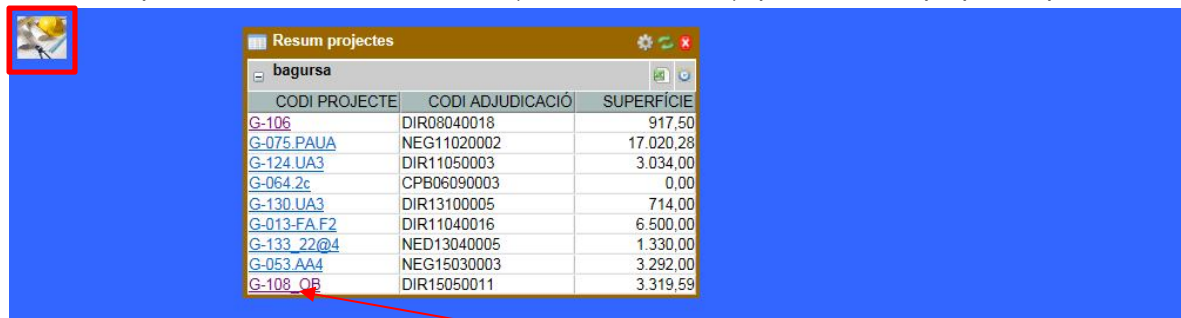 Resum projectes
bagursa
CODI PROJECTE CODI ADJUDICACIÓ SUPERFÍCIE
G-106 DIR08040018 917,50
G-075.PAUA NEG11020002 17.020,28
G-124.UA3 DIR11050003 3.034,00
G-064.2c CPB06090003 0,00
G-130.UA3 DIR13100005 714,00
G-013-FA.F2 DIR11040016 6.500,00
G-133_22@4 NED13040005 1.330,00
G-053.AA4 NEG15030003 3.292,00
G-108_OB DIR15050011 3.319,59